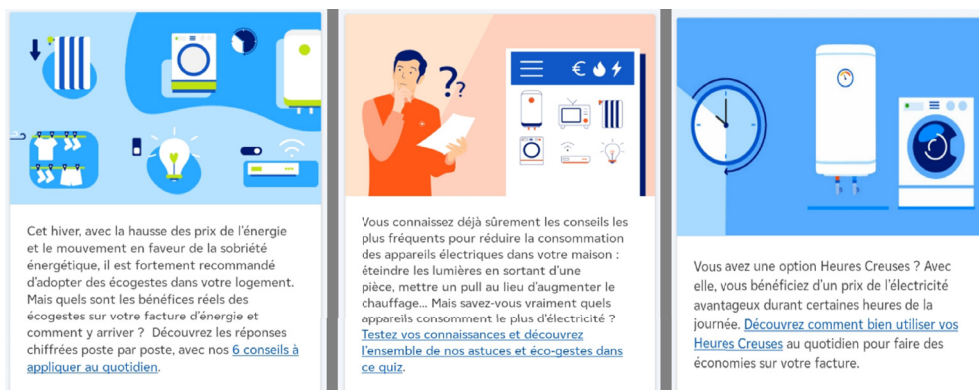 ??
€
Cet hiver, avec la hausse des prix de l'énergie
et le mouvement en faveur de la sobriété
énergétique, il est fortement recommandé
d'adopter des écogestes dans votre logement.
Mais quels sont les bénéfices réels des
écogestes sur votre facture d'énergie et
comment y arriver ? Découvrez les réponses
chiffrées poste par poste, avec nos 6 conseils à
appliquer au quotidien.
Vous connaissez déjà sûrement les conseils les
plus fréquents pour réduire la consommation
des appareils électriques dans votre maison :
éteindre les lumières en sortant d'une
pièce, mettre un pull au lieu d'augmenter le
chauffage... Mais savez-vous vraiment quels
appareils consomment le plus d'électricité ?
Testez vos connaissances et découvrez
l'ensemble de nos astuces et éco-gestes dans
ce quiz.
Vous avez une option Heures Creuses ? Avec
elle, vous bénéficiez d'un prix de l'électricité
avantageux durant certaines heures de la
journée. Découvrez comment bien utiliser vos
Heures Creuses au quotidien pour faire des
économies sur votre facture.